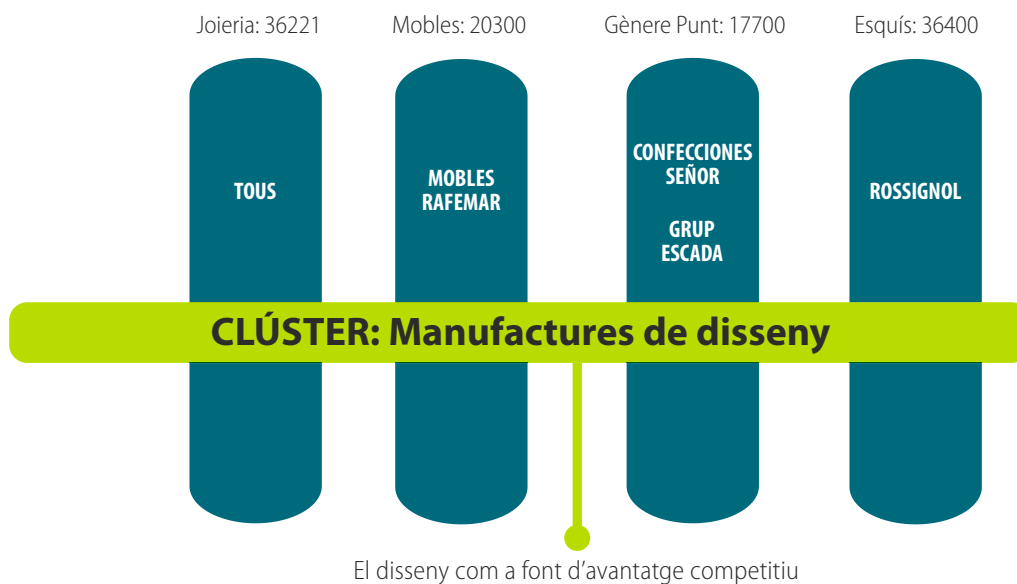 Joieria: 36221
Mobles: 20300
Gènere Punt: 17700
Esquís: 36400
TOUS
MOBLES
RAFEMAR
CONFECCIONES
SEÑOR
GRUP
ESCADA
ROSSIGNOL
CLÚSTER: Manufactures de disseny
El disseny com a font d’avantatge competitiu